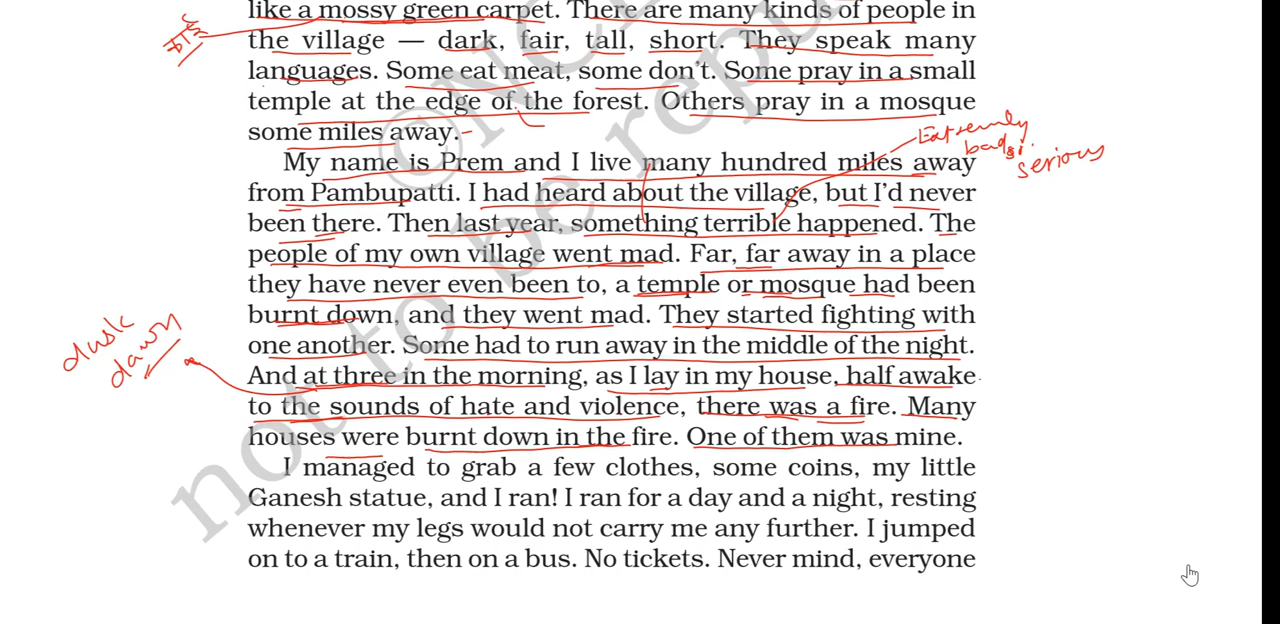 like a mossy green carpet. There are many kinds of people in
काई
the village — dark, fair, tall, short. They speak many
languages. Some eat meat, some don't. Some pray in a small
temple at the edge of the forest. Others pray in a mosque
some miles away.
Extremely
bad
serious
My name is Prem and I live many hundred miles away
from Pambupatti. I had heard about the village, but I'd never
been there. Then last year, something terrible happened. The
people of my own village went mad. Far, far away in a place
they have never even been to, a temple or mosque had been
burnt down, and they went mad. They started fighting with
one another. Some had to run away in the middle of the night.
dusk
dawn
And at three in the morning, as I lay in my house, half awake
to the sounds of hate and violence, there was a fire. Many
houses were burnt down in the fire. One of them was mine.
I managed to grab a few clothes, some coins, my little
Ganesh statue, and I ran! I ran for a day and a night, resting
whenever my legs would not carry me any further. I jumped
on to a train, then on a bus. No tickets. Never mind, everyone
not to be repu
©NC